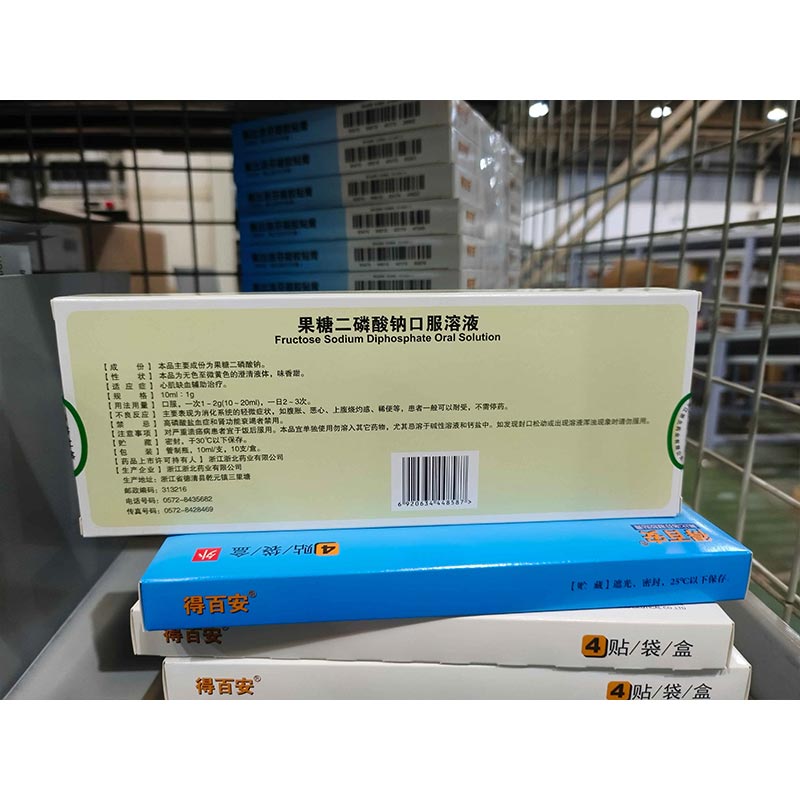 果糖二磷酸钠口服溶液
Fructose Sodium Diphosphate Oral Solution
【成 份】本品主要成份为果糖二磷酸钠。
【性 状】本品为无色至微黄色的澄清液体，味香甜。
【适 应 症】心肌缺血辅助治疗。
【规 格】10ml：1g
【用法用量】口服，一次1～2g(10～20ml)，一日2～3次。
【不良反应】主要表现为消化系统的轻微症状，如腹胀、恶心、上腹烧灼感、稀便等，患者一般可以耐受，不需停药。
【禁 忌】高磷酸盐血症和肾功能衰竭者禁用。
【注意事项】对严重溃疡病患者宜于饭后服用。本品宜单独使用勿溶入其它药物，尤其忌溶于碱性溶液和钙盐中。如发现封口松动或出现溶液浑浊现象时请勿服用。
【贮 藏】密封，于30℃以下保存。
【包 装】管制瓶，10ml/支，10支/盒。
【药品上市许可持有人】浙江浙北药业有限公司
【生产企业】浙江浙北药业有限公司
生产地址：浙江省德清县乾元镇三里塘
邮政编码：313216
电话号码：0572-8435682
传真号码：0572-8428469
6 920634 448587 >
得百安®
外
4贴/袋/盒
得百安®
【贮 藏】遮光、密封，25℃以下保存。
得百安®
4贴/袋/盒
得百安®
4贴/袋/盒